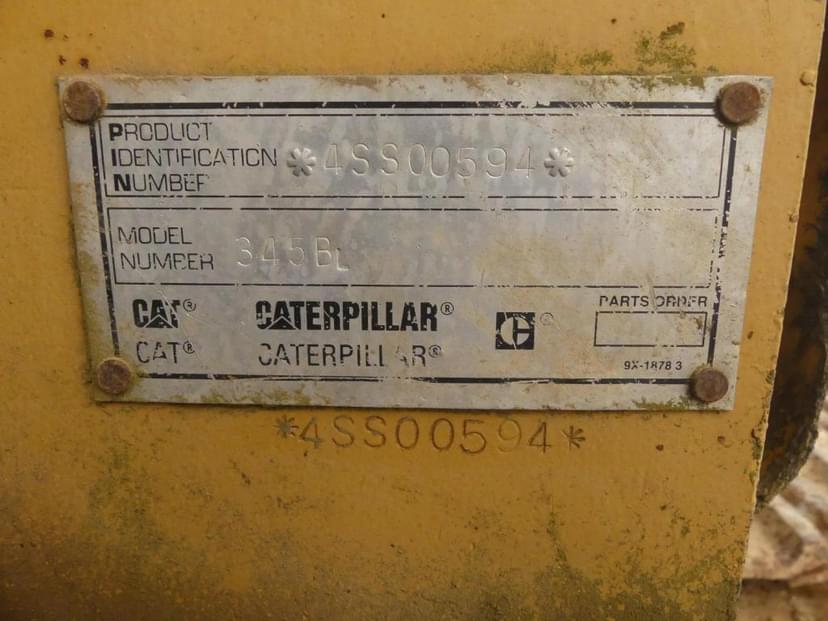 PRODUCT
IDENTIFICATION
NUMBER
*4SS00594*
MODEL
NUMBER
345BL
CAT® CATERPILLAR® C®
CAT® CATERPILLAR®
PARTS ORDER
9X-1878 3
*4SS00594*